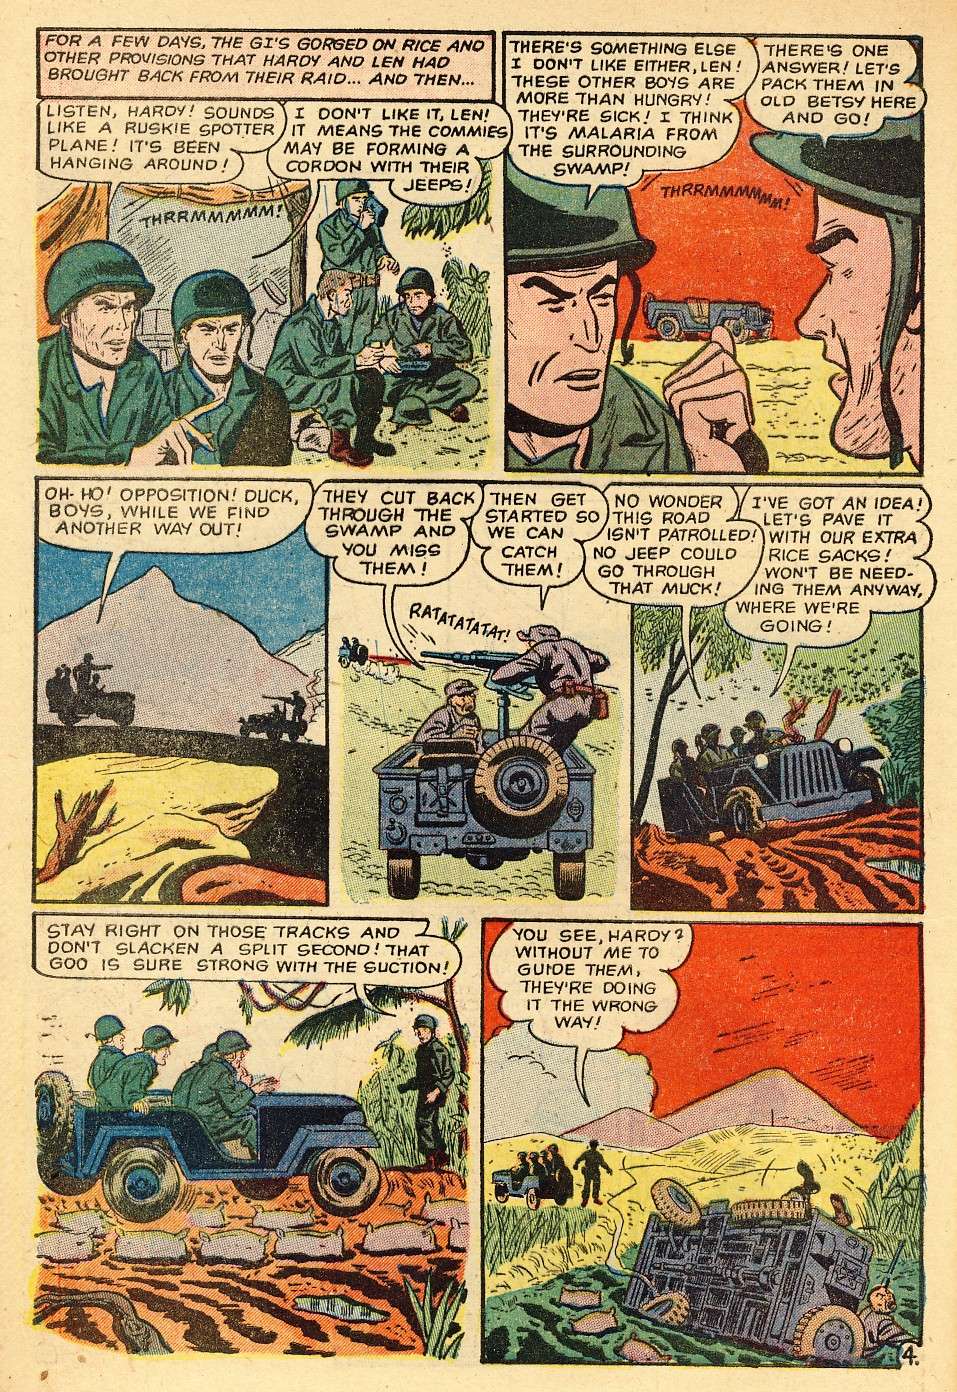 FOR A FEW DAYS, THE GI'S GORGED ON RICE AND
OTHER PROVISIONS THAT HARDY AND LEN HAD
BROUGHT BACK FROM THEIR RAID... AND THEN...
LISTEN, HARDY! SOUNDS
LIKE A RUSKIE SPOTTER
PLANE! IT'S BEEN
HANGING AROUND!
I DON'T LIKE IT, LEN!
IT MEANS THE COMMIES
MAY BE FORMING A
CORDON WITH THEIR
JEEPS!
THRRMMMMMM!
THERE'S SOMETHING ELSE
I DON'T LIKE EITHER, LEN!
THESE OTHER BOYS ARE
MORE THAN HUNGRY!
THEY'RE SICK! I THINK
IT'S MALARIA FROM
THE SURROUNDING
SWAMP!
THERE'S ONE
ANSWER! LET'S
PACK THEM IN
OLD BETSY HERE
AND GO!
THRRMMMMMM!
OH-HO! OPPOSITION! DUCK,
BOYS, WHILE WE FIND
ANOTHER WAY OUT!
THEY CUT BACK
THROUGH THE
SWAMP AND
YOU MISS
THEM!
THEN GET
STARTED SO
WE CAN
CATCH
THEM!
RATATATATAT!
NO WONDER
THIS ROAD
ISN'T PATROLLED!
NO JEEP COULD
GO THROUGH
THAT MUCK!
I'VE GOT AN IDEA!
LET'S PAVE IT
WITH OUR EXTRA
RICE SACKS!
WON'T BE NEED-
ING THEM ANYWAY,
WHERE WE'RE
GOING!
STAY RIGHT ON THOSE TRACKS AND
DON'T SLACKEN A SPLIT SECOND! THAT
GOO IS SURE STRONG WITH THE SUCTION!
YOU SEE, HARDY?
WITHOUT ME TO
GUIDE THEM,
THEY'RE DOING
IT THE WRONG
WAY!
4.